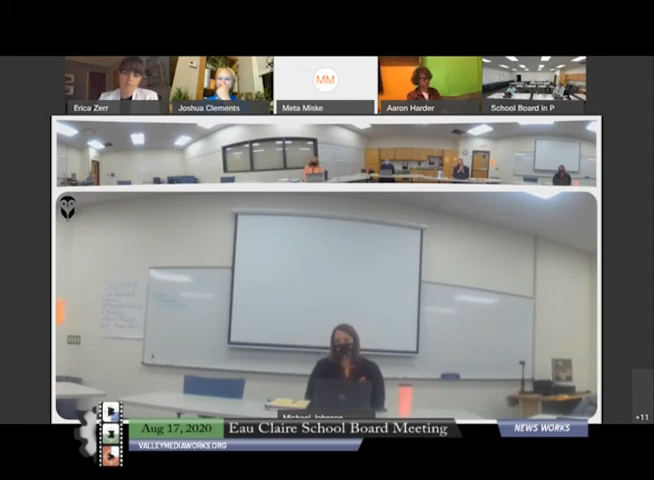 MM
Erica Zerr
Joshua Clements
Meta Miske
Aaron Harder
School Board in P
Michael Johnson
+11
Aug 17, 2020
Eau Claire School Board Meeting
NEWS WORKS
VALLEYMEDIAWORKS.ORG